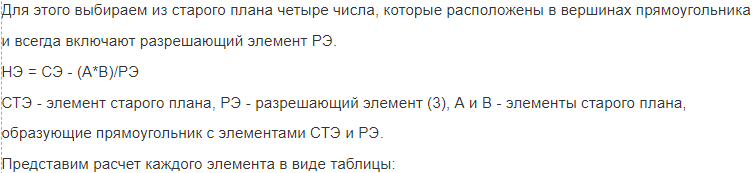 Для этого выбираем из старого плана четыре числа, которые расположены в вершинах прямоугольника
и всегда включают разрешающий элемент РЭ.
НЭ = СЭ - (А*В)/РЭ
СТЭ - элемент старого плана, РЭ - разрешающий элемент (3), А и В - элементы старого плана,
образующие прямоугольник с элементами СТЭ и РЭ.
Представим расчет каждого элемента в виде таблицы: